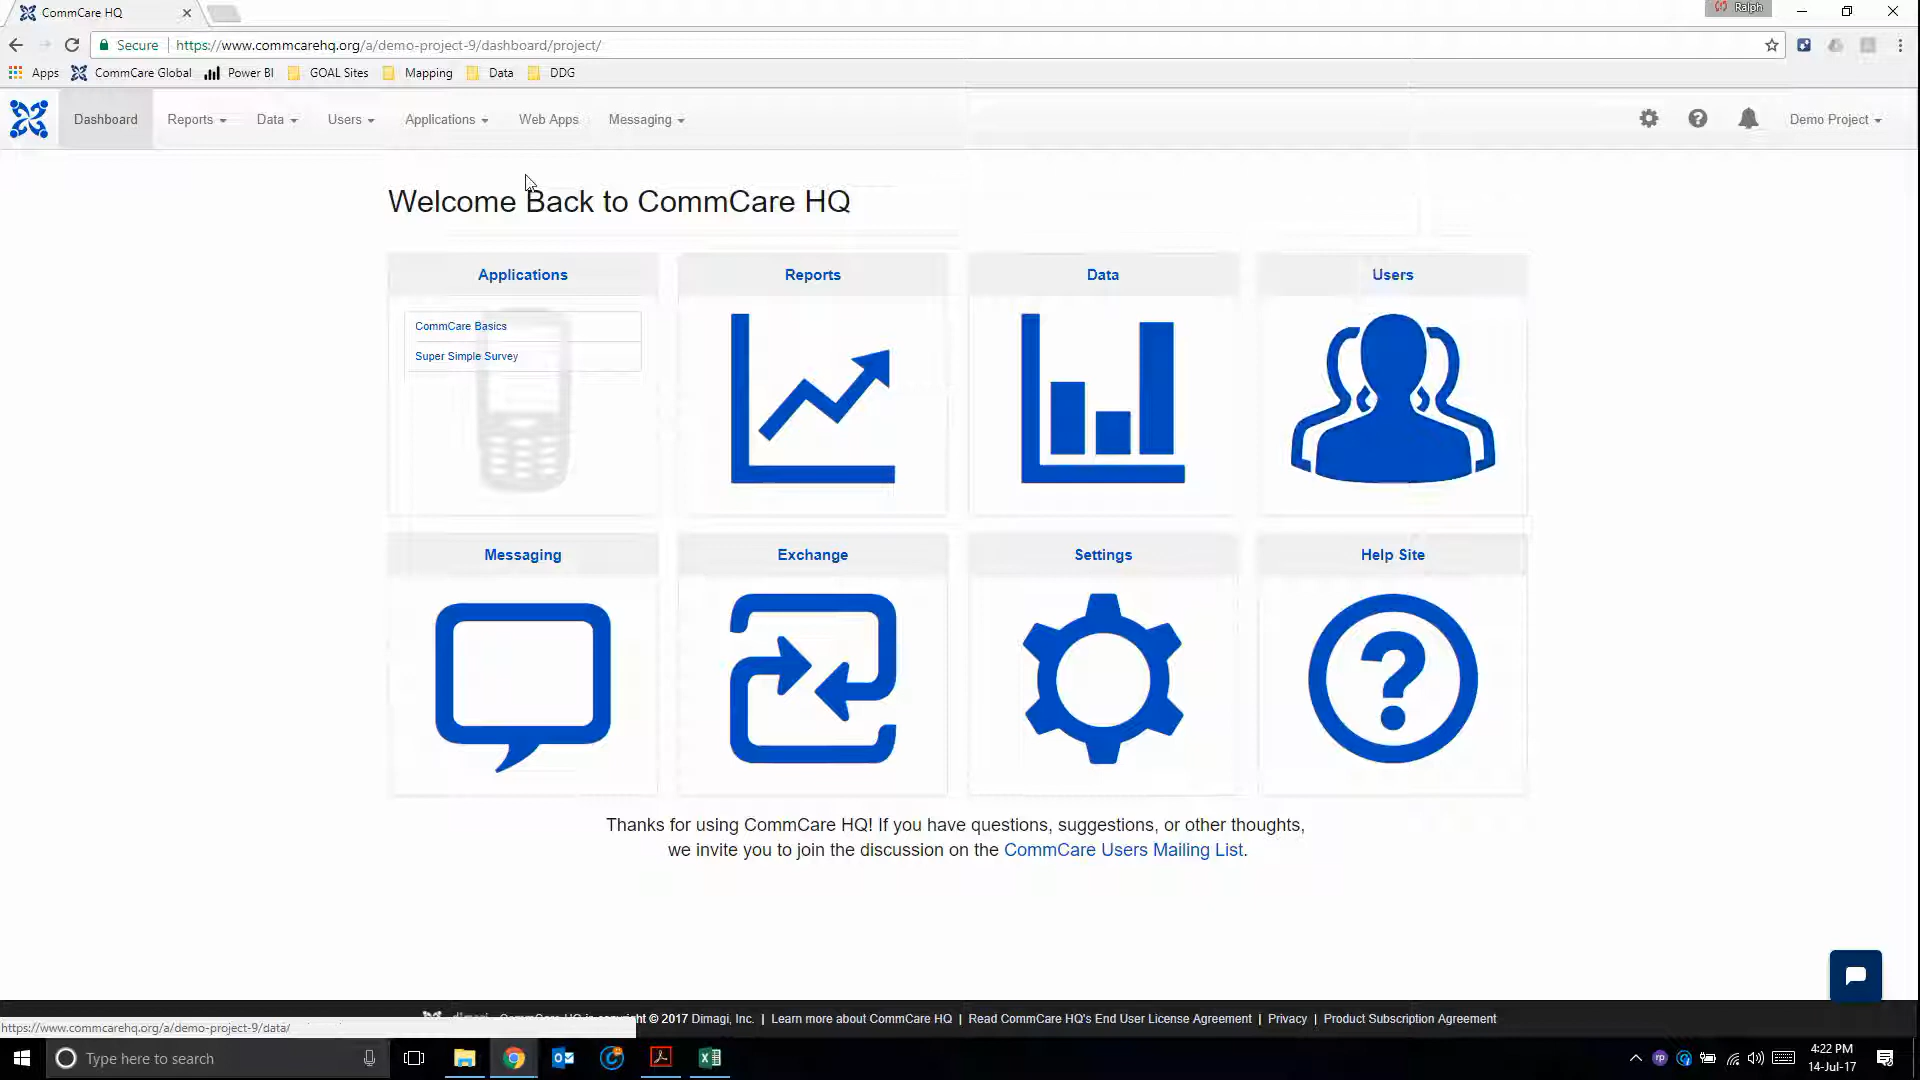 CommCare HQ
Ralph
Secure
https://www.commcarehq.org/a/demo-project-9/dashboard/project/
Apps
CommCare Global
Power BI
GOAL Sites
Mapping
Data
DDG
Dashboard
Reports
Data
Users
Applications
Web Apps
Messaging
Demo Project
Welcome Back to CommCare HQ
Applications
Reports
Data
Users
CommCare Basics
Super Simple Survey
Messaging
Exchange
Settings
Help Site
Thanks for using CommCare HQ! If you have questions, suggestions, or other thoughts,
we invite you to join the discussion on the CommCare Users Mailing List.
© 2017 Dimagi, Inc. | Learn more about CommCare HQ | Read CommCare HQ's End User License Agreement | Privacy | Product Subscription Agreement
https://www.commcarehq.org/a/demo-project-9/data/
Type here to search
4:22 PM
14-Jul-17